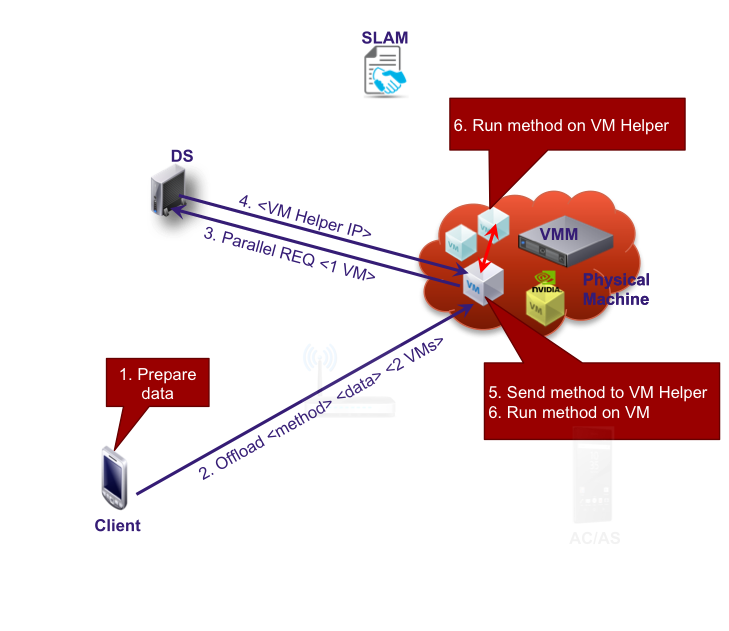 SLAM
6. Run method on VM Helper
DS
4. <VM Helper IP>
3. Parallel REQ <1 VM>
VM
VM
VMM
VM
nVIDIA
VM
Physical
Machine
1. Prepare
data
2. Offload <method> <data> <2 VMs>
5. Send method to VM Helper
6. Run method on VM
Client
AC/AS